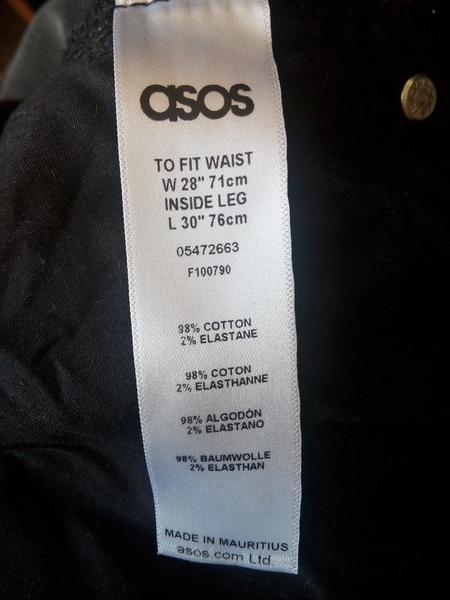 asos
TO FIT WAIST
W 28" 71cm
INSIDE LEG
L 30" 76cm
05472663
F100790
98% COTTON
2% ELASTANE
98% COTON
2% ELASTHANNE
98% ALGODÓN
2% ELASTANO
98% BAUMWOLLE
2% ELASTHAN
MADE IN MAURITIUS
asos.com Ltd